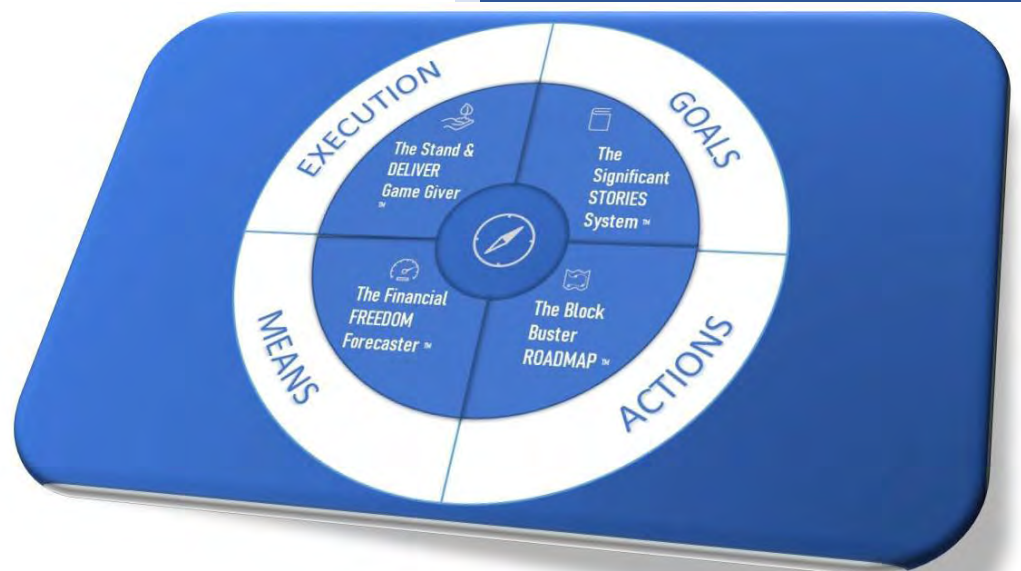 EXECUTION
GOALS
The Stand &
DELIVER
Game Giver
™
The
Significant
STORIES
System ™
The Financial
FREEDOM
Forecaster ™
The Block
Buster
ROADMAP ™
MEANS
ACTIONS